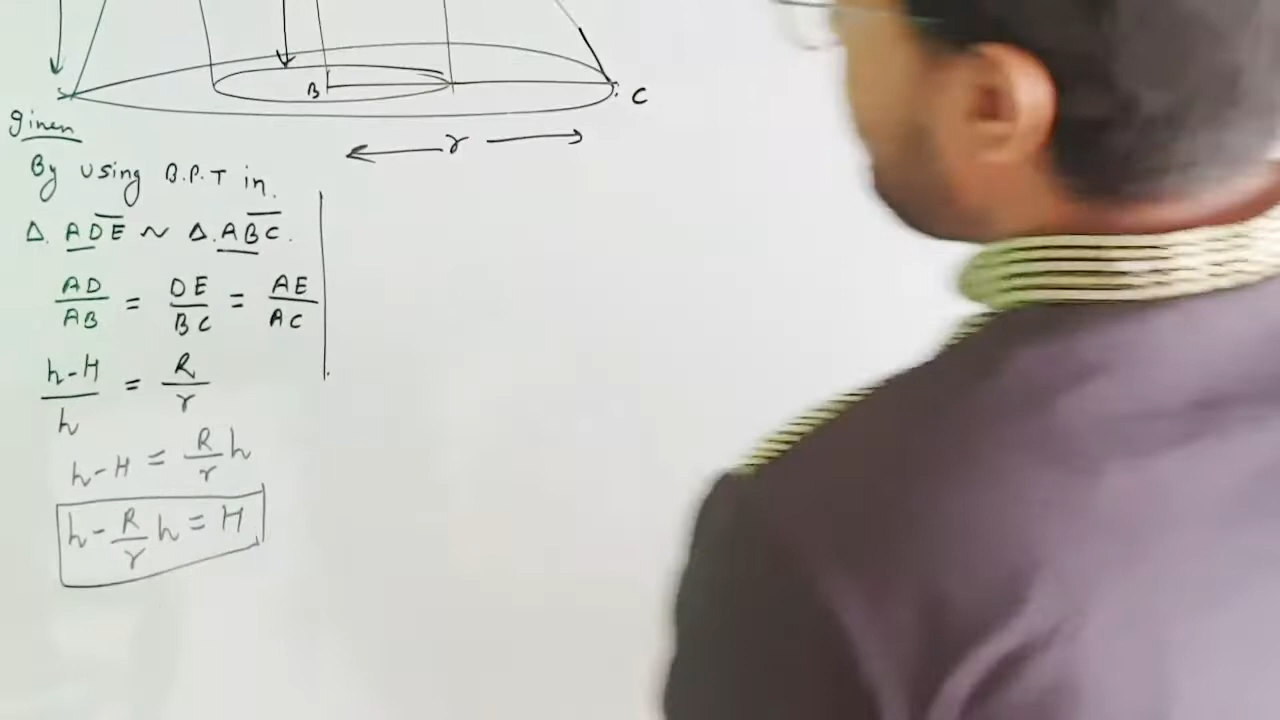 B
C
r
Given
By using B.P.T in.
Δ. ADE ~ Δ. ABC.
AD/AB = DE/BC = AE/AC
h-H/h = R/r
h-H = R/r h
h - R/r h = H